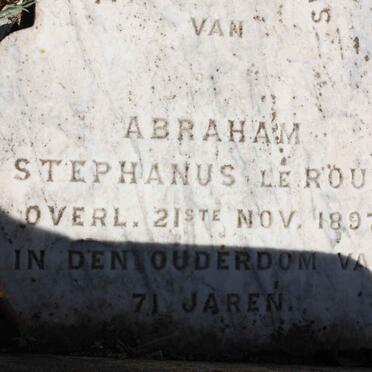 VAN
ABRAHAM
STEPHANUS LE ROU
OVERL. 21STE NOV. 1897
IN DEN OUDERDOM VA
71 JAREN.